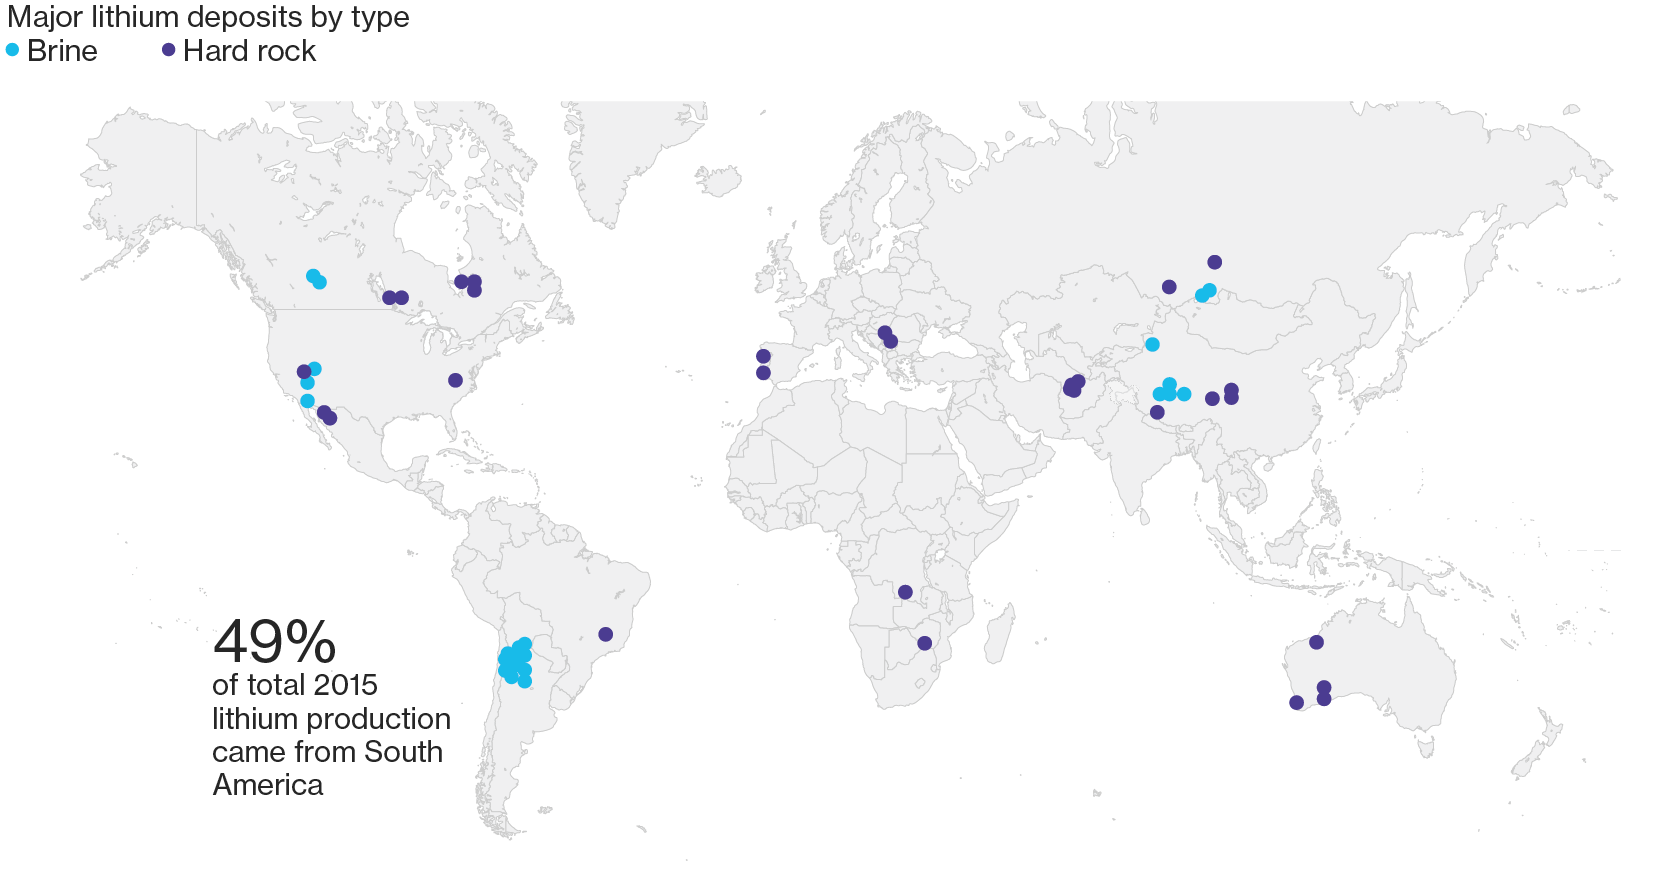 Major lithium deposits by type
Brine Hard rock
49%
of total 2015
lithium production
came from South
America